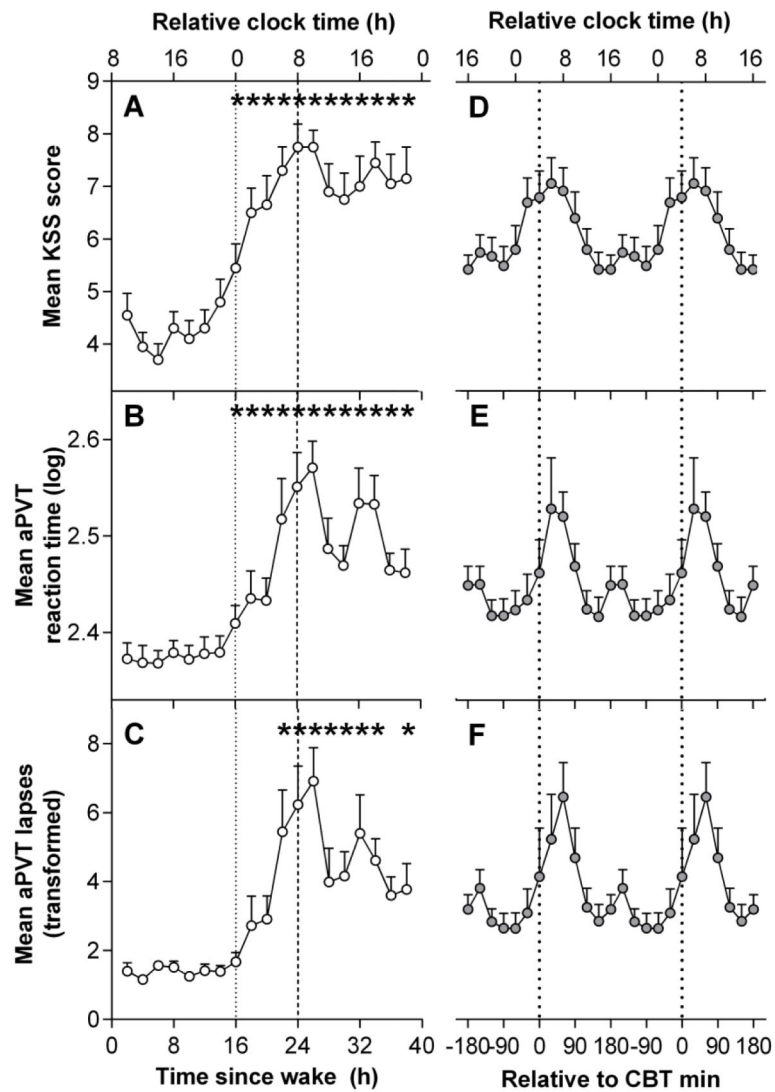 Relative clock time (h) Relative clock time (h)
8 16 0 8 16 0 16 0 8 16 0 8 16
9 A ************ D
8
7
6
5
4
Mean KSS score
B ************ E
2.6
2.5
2.4
Mean aPVT
reaction time (log)
C ******* * F
8
6
4
2
0
Mean aPVT lapses
(transformed)
0 8 16 24 32 40 -180 -90 0 90 180 -90 0 90 180
Time since wake (h) Relative to CBT min